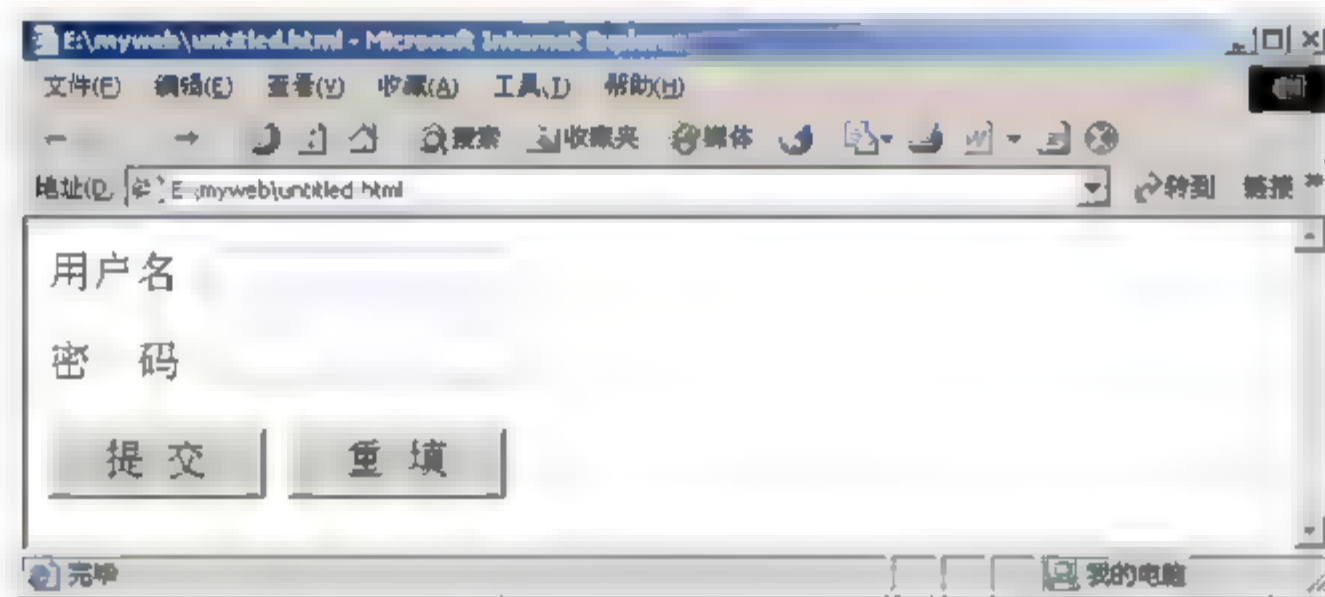 E:\myweb\untitled.html - Microsoft Internet Explorer
文件(F) 编辑(E) 查看(V) 收藏(A) 工具(T) 帮助(H)
搜索 收藏夹 媒体
地址(D) E:\myweb\untitled.html 转到 链接 »
用户名
密 码
提 交 重 填
完毕 我的电脑